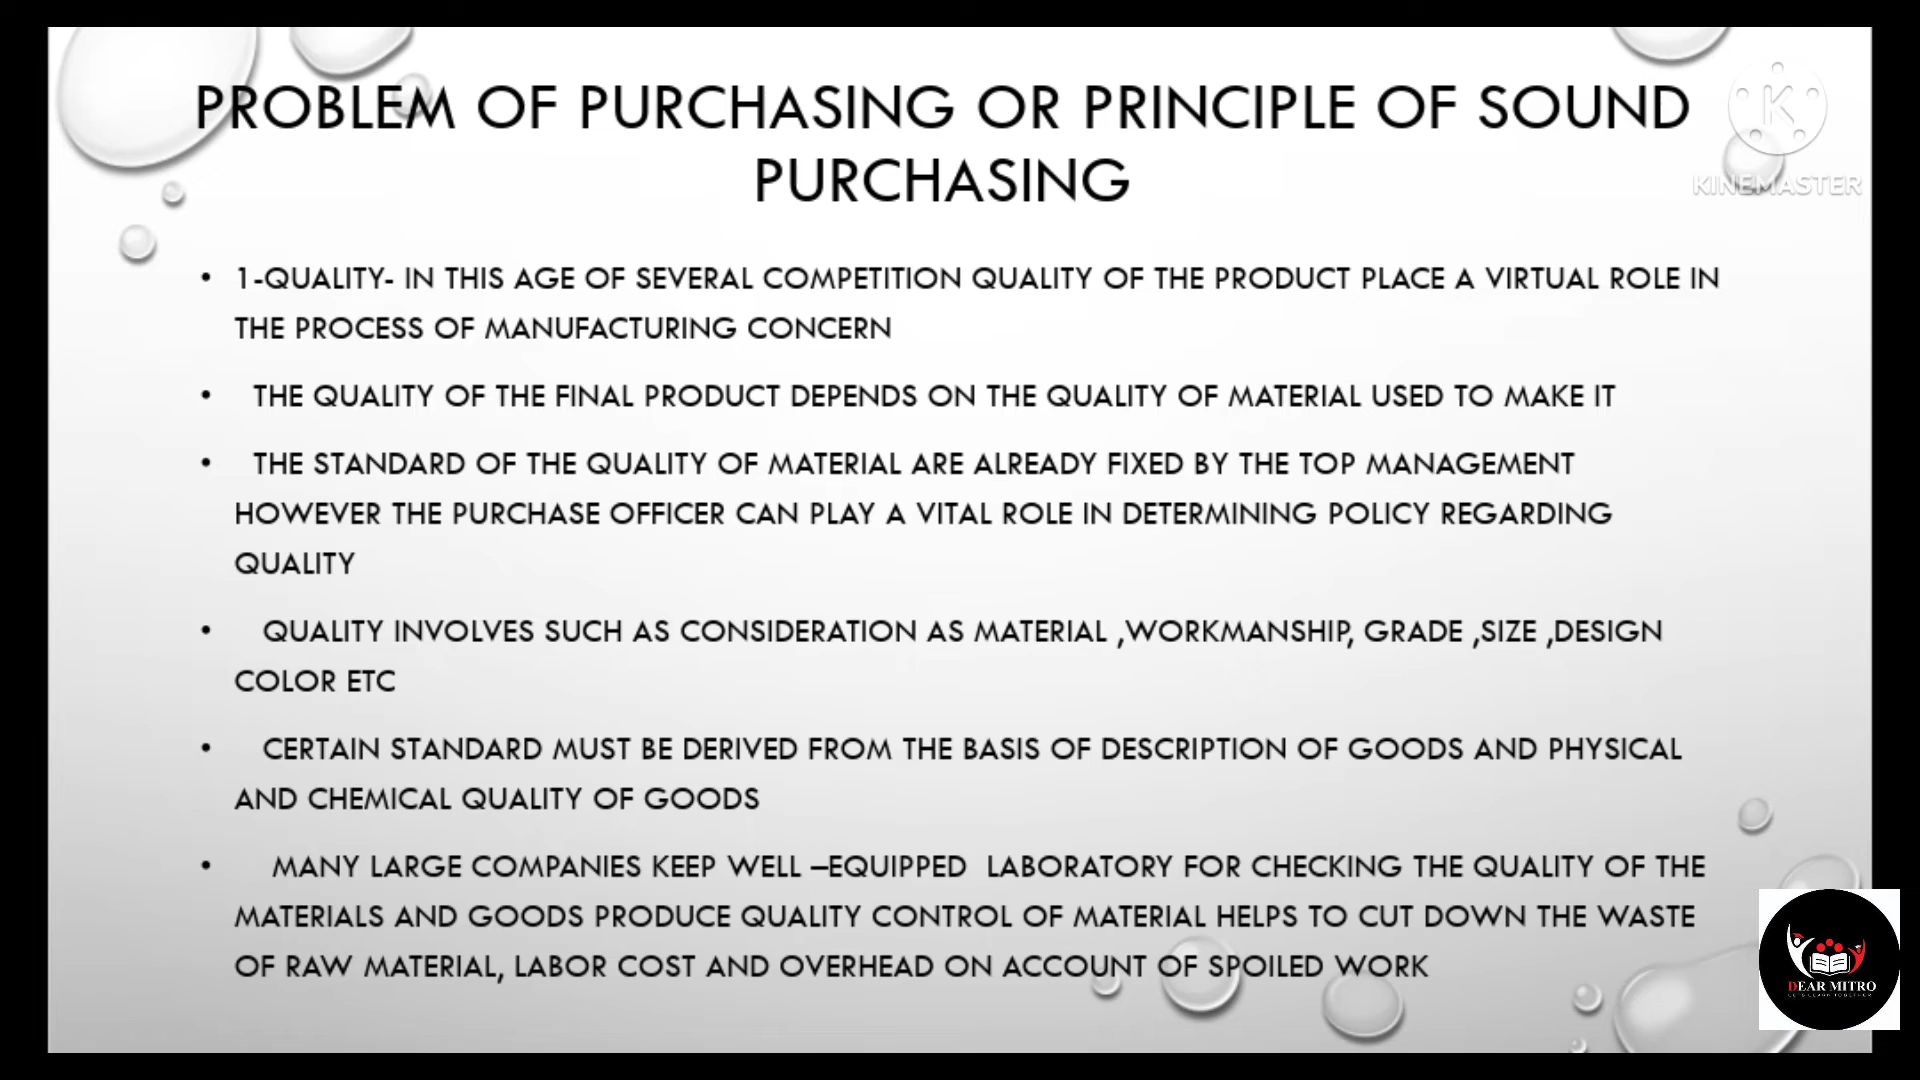 PROBLEM OF PURCHASING OR PRINCIPLE OF SOUND
PURCHASING
K
KINEMASTER
• 1-QUALITY- IN THIS AGE OF SEVERAL COMPETITION QUALITY OF THE PRODUCT PLACE A VIRTUAL ROLE IN
THE PROCESS OF MANUFACTURING CONCERN
• THE QUALITY OF THE FINAL PRODUCT DEPENDS ON THE QUALITY OF MATERIAL USED TO MAKE IT
• THE STANDARD OF THE QUALITY OF MATERIAL ARE ALREADY FIXED BY THE TOP MANAGEMENT
HOWEVER THE PURCHASE OFFICER CAN PLAY A VITAL ROLE IN DETERMINING POLICY REGARDING
QUALITY
• QUALITY INVOLVES SUCH AS CONSIDERATION AS MATERIAL ,WORKMANSHIP, GRADE ,SIZE ,DESIGN
COLOR ETC
• CERTAIN STANDARD MUST BE DERIVED FROM THE BASIS OF DESCRIPTION OF GOODS AND PHYSICAL
AND CHEMICAL QUALITY OF GOODS
• MANY LARGE COMPANIES KEEP WELL –EQUIPPED LABORATORY FOR CHECKING THE QUALITY OF THE
MATERIALS AND GOODS PRODUCE QUALITY CONTROL OF MATERIAL HELPS TO CUT DOWN THE WASTE
OF RAW MATERIAL, LABOR COST AND OVERHEAD ON ACCOUNT OF SPOILED WORK
DEAR MITRO
LET'S LEARN TOGETHER